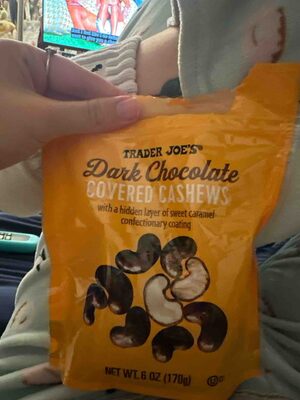 TRADER JOE'S®
Dark Chocolate
COVERED CASHEWS
with a hidden layer of sweet caramel
confectionary coating
NET WT. 6 OZ (170g)